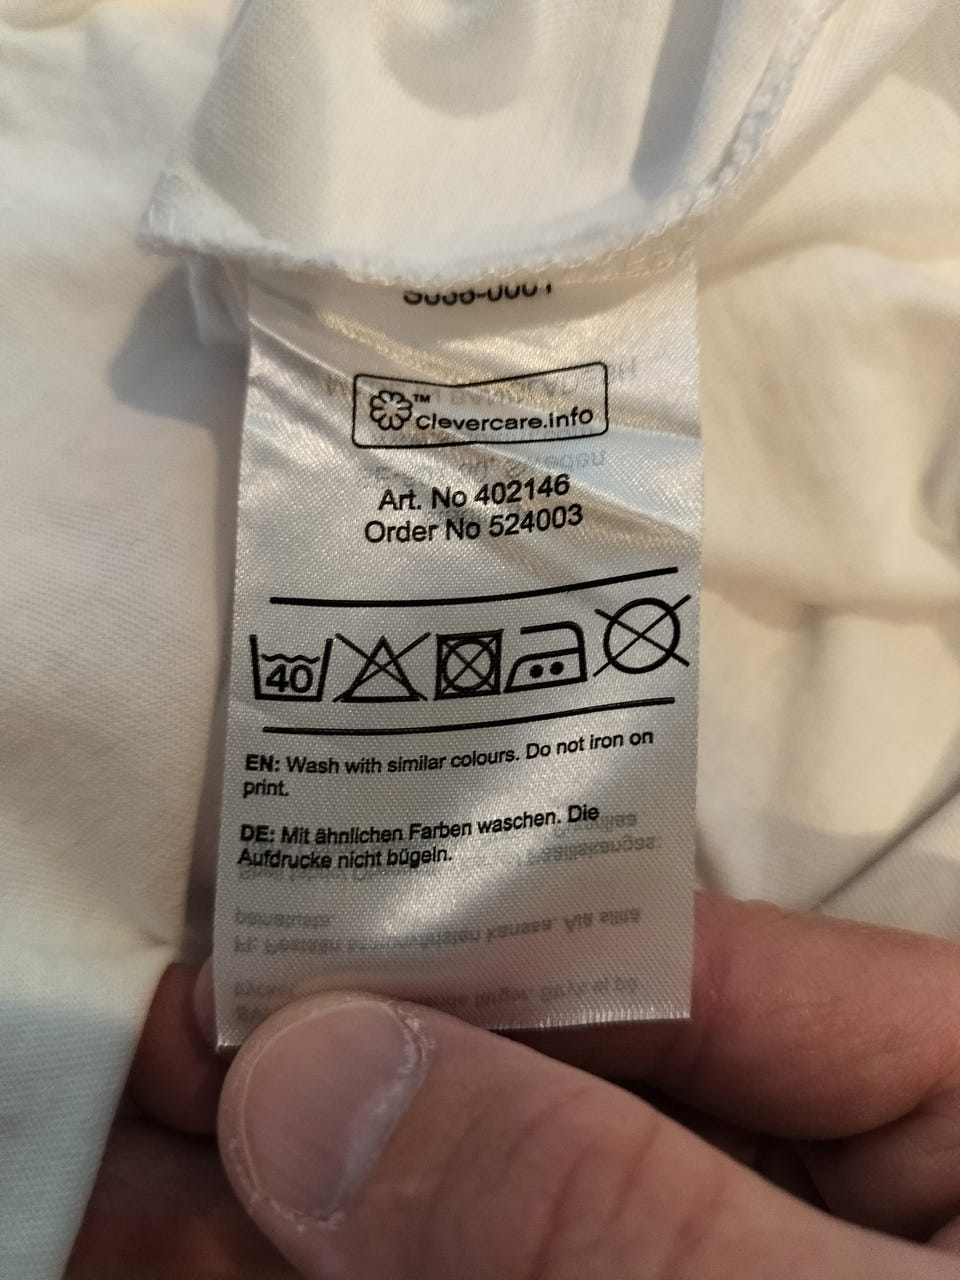 ™
clevercare.info
Art. No 402146
Order No 524003
40
EN: Wash with similar colours. Do not iron on
print.
DE: Mit ähnlichen Farben waschen. Die
Aufdrucke nicht bügeln.